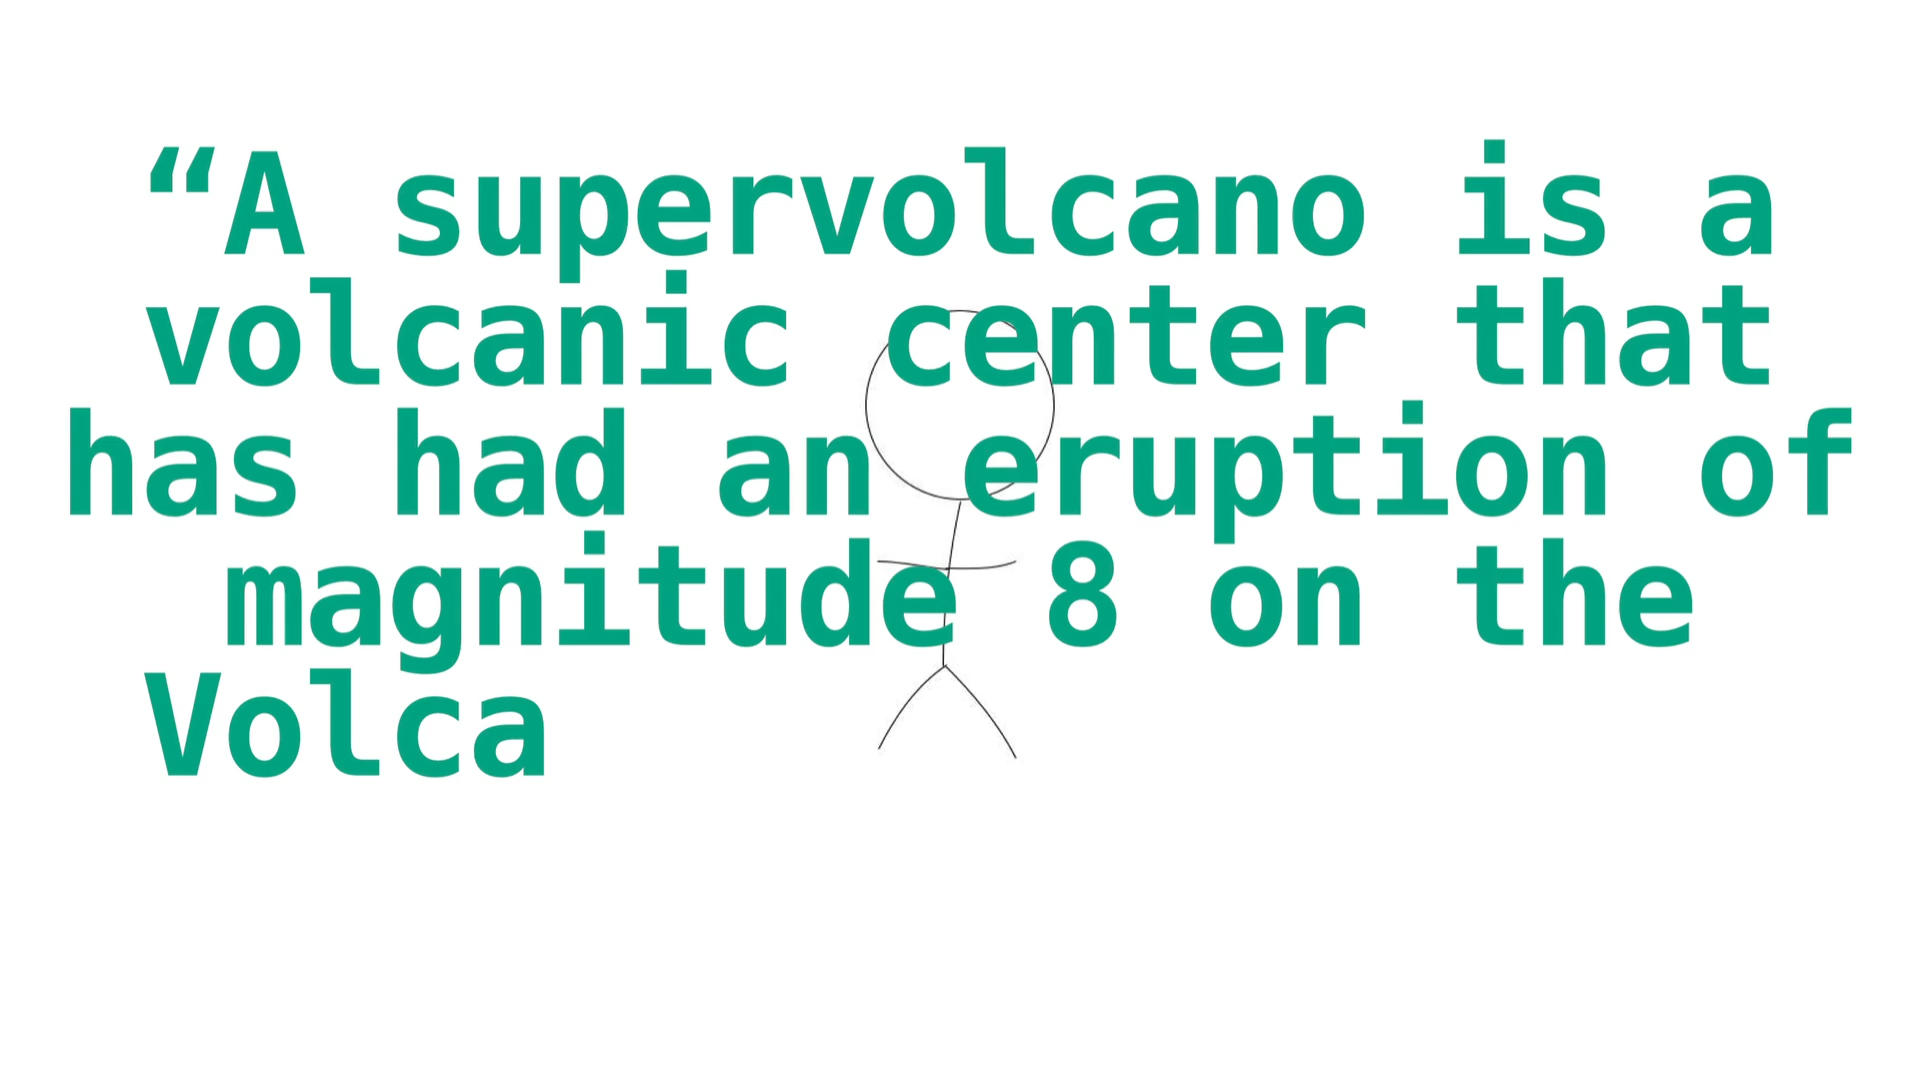 “A supervolcano is a
volcanic center that
has had an eruption of
magnitude 8 on the
Volca